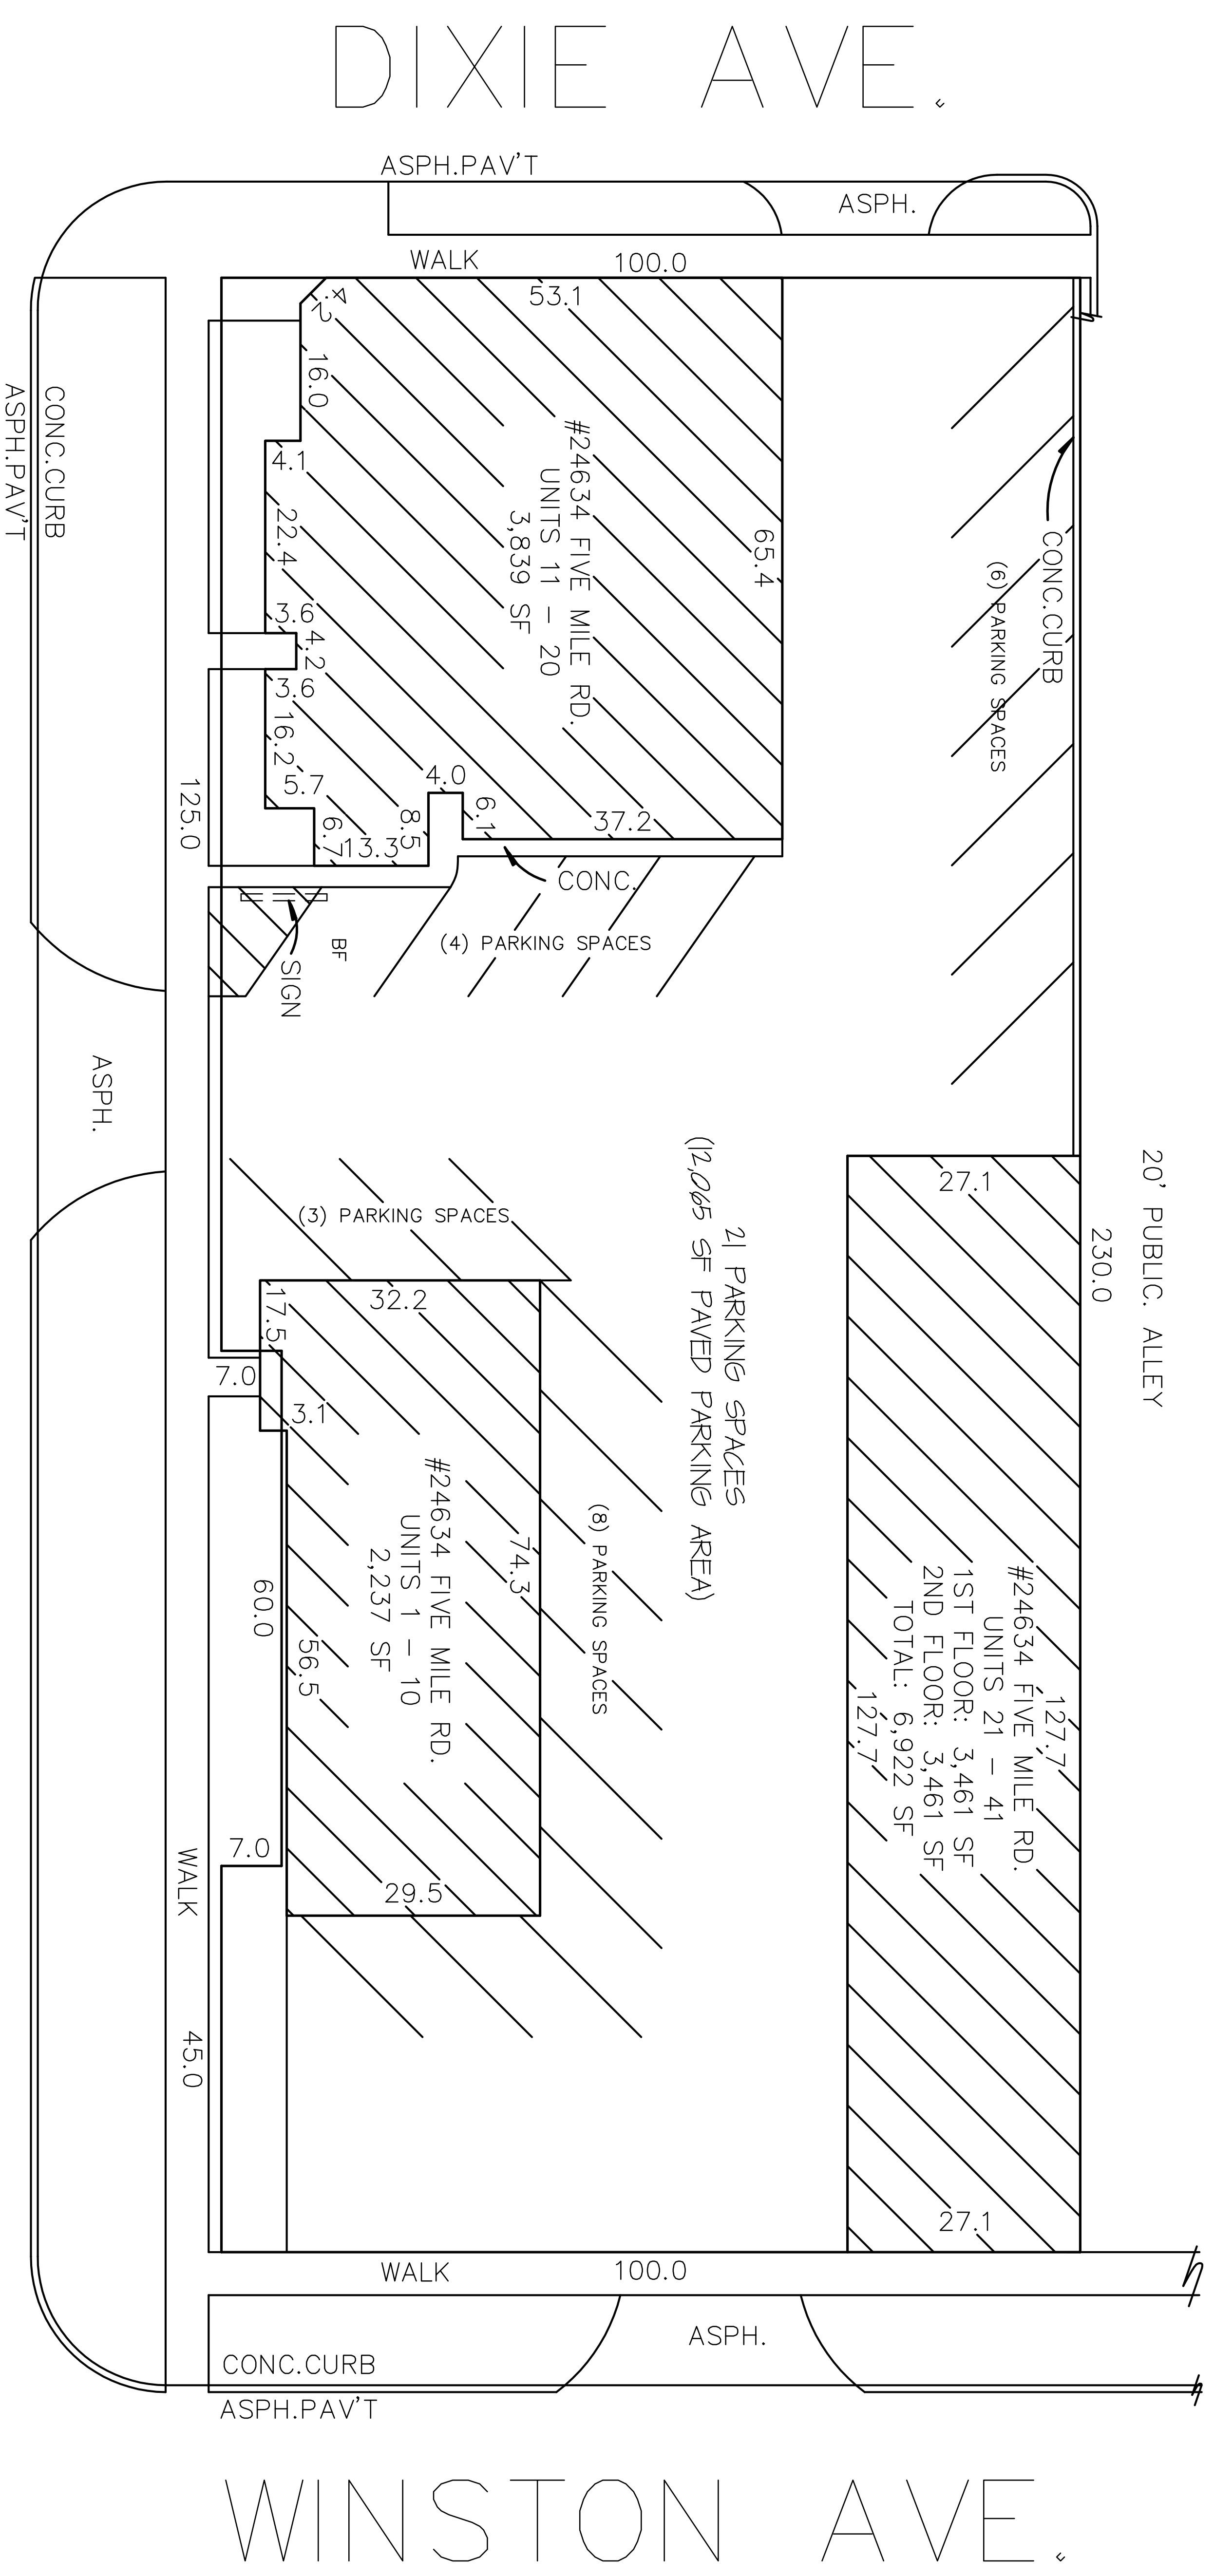 DIXIE AVE.
ASPH.PAV'T
ASPH.
WALK
100.0
53.1
4.2
16.0
4.1
22.4
3.6
4.2
3.6
16.2
5.7
6.7
13.3
8.5
4.0
6.1
37.2
65.4
#24634 FIVE MILE RD.
UNITS 11 - 20
3,839 SF
CONC.CURB
(6) PARKING SPACES
CONC.CURB
ASPH.PAV'T
125.0
CONC.
(4) PARKING SPACES
BF
SIGN
ASPH.
20' PUBLIC. ALLEY
230.0
21 PARKING SPACES
(12,065 SF PAVED PARKING AREA)
(3) PARKING SPACES
27.1
32.2
17.5
7.0
3.1
74.3
#24634 FIVE MILE RD.
UNITS 1 - 10
2,237 SF
(8) PARKING SPACES
60.0
56.5
7.0
29.5
127.7
#24634 FIVE MILE RD.
UNITS 21 - 41
1ST FLOOR: 3,461 SF
2ND FLOOR: 3,461 SF
TOTAL: 6,922 SF
127.7
27.1
WALK
45.0
WALK
100.0
ASPH.
CONC.CURB
ASPH.PAV'T
WINSTON AVE.